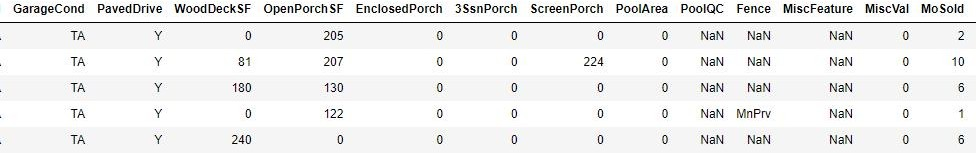 GarageCond PavedDrive WoodDeckSF OpenPorchSF EnclosedPorch 3SsnPorch ScreenPorch PoolArea PoolQC Fence MiscFeature MiscVal MoSold
TA Y 0 205 0 0 0 0 NaN NaN NaN 0 2
TA Y 81 207 0 0 224 0 NaN NaN NaN 0 10
TA Y 180 130 0 0 0 0 NaN NaN NaN 0 6
TA Y 0 122 0 0 0 0 NaN MnPrv NaN 0 1
TA Y 240 0 0 0 0 0 NaN NaN NaN 0 6